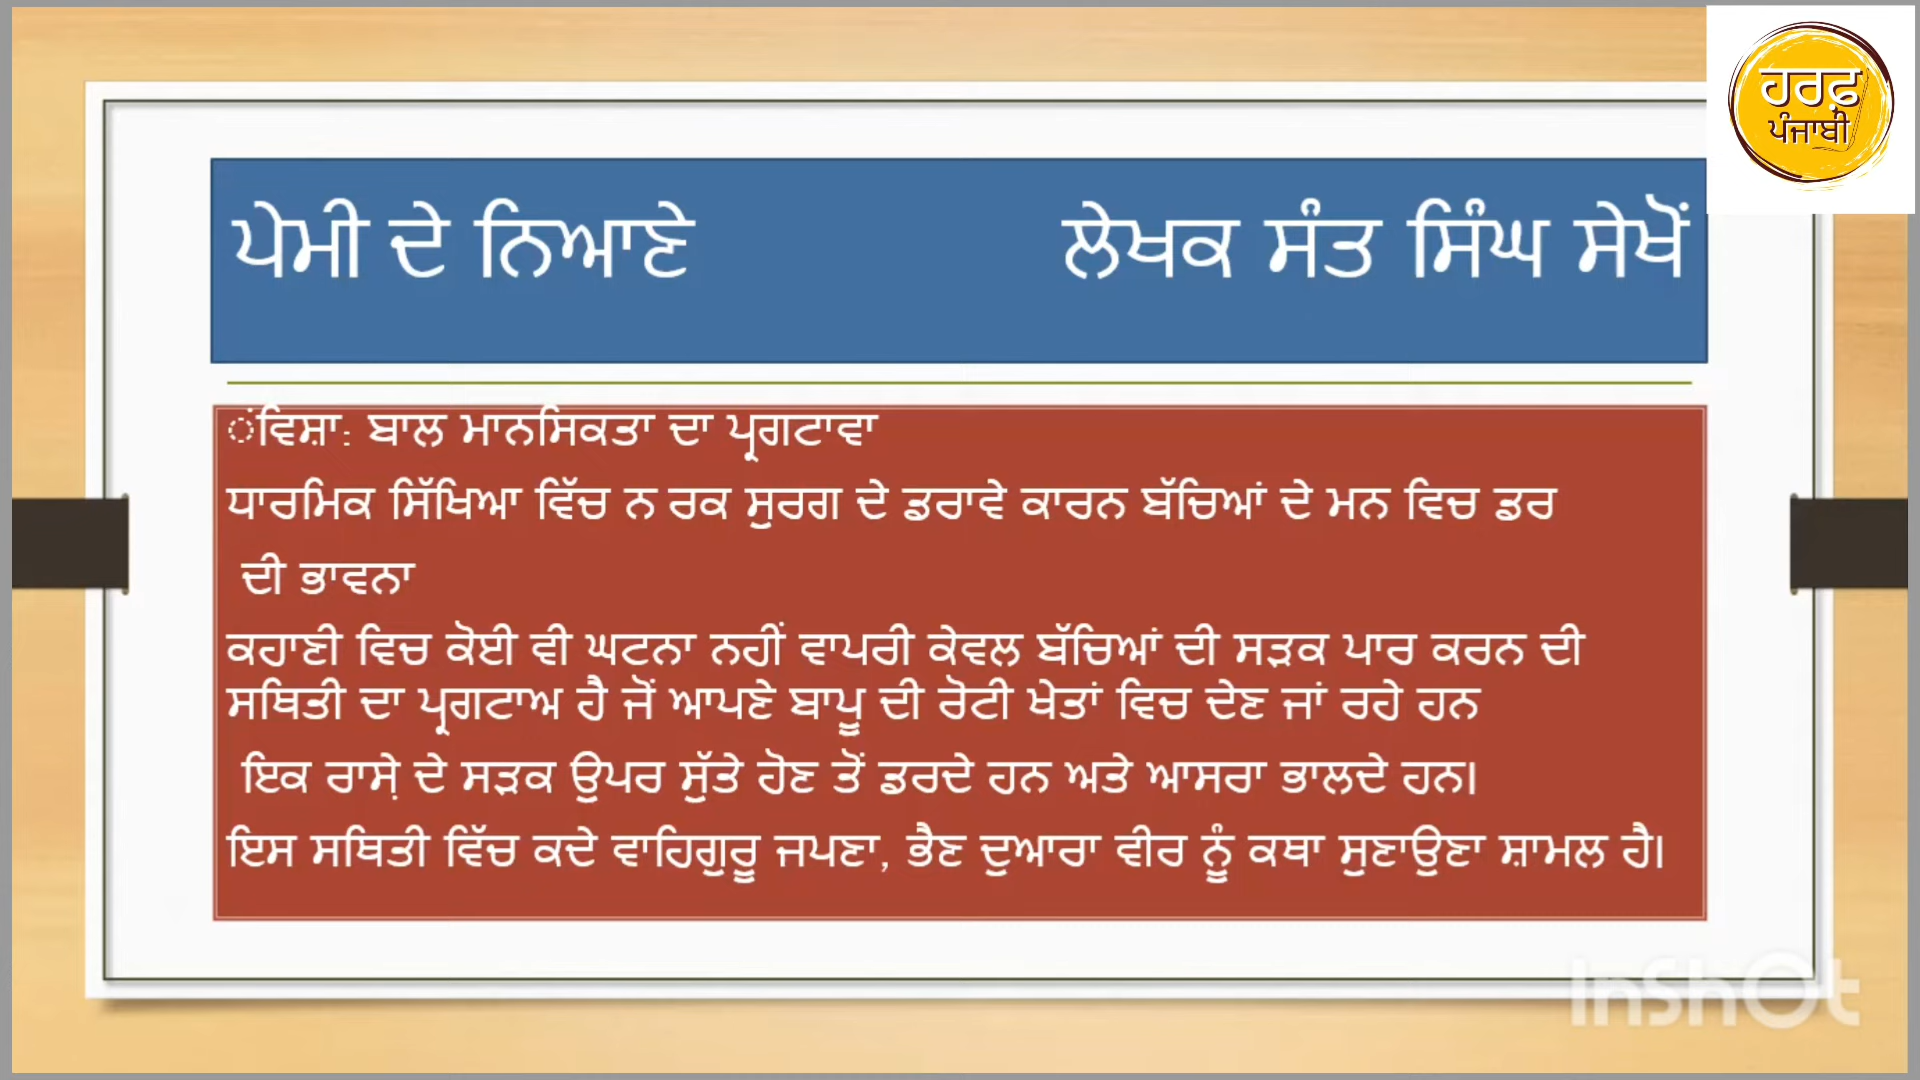 ਹਰਫ਼
ਪੰਜਾਬੀ
ਪੇਮੀ ਦੇ ਨਿਆਣੇ ਲੇਖਕ ਸੰਤ ਸਿੰਘ ਸੇਖੋਂ
ਂਵਿਸ਼ਾ: ਬਾਲ ਮਾਨਸਿਕਤਾ ਦਾ ਪ੍ਰਗਟਾਵਾ
ਧਾਰਮਿਕ ਸਿੱਖਿਆ ਵਿੱਚ ਨ ਰਕ ਸੁਰਗ ਦੇ ਡਰਾਵੇ ਕਾਰਨ ਬੱਚਿਆਂ ਦੇ ਮਨ ਵਿਚ ਡਰ
ਦੀ ਭਾਵਨਾ
ਕਹਾਣੀ ਵਿਚ ਕੋਈ ਵੀ ਘਟਨਾ ਨਹੀਂ ਵਾਪਰੀ ਕੇਵਲ ਬੱਚਿਆਂ ਦੀ ਸੜਕ ਪਾਰ ਕਰਨ ਦੀ
ਸਥਿਤੀ ਦਾ ਪ੍ਰਗਟਾਅ ਹੈ ਜੋਂ ਆਪਣੇ ਬਾਪੂ ਦੀ ਰੋਟੀ ਖੇਤਾਂ ਵਿਚ ਦੇਣ ਜਾਂ ਰਹੇ ਹਨ
ਇਕ ਰਾਸ਼ੇ ਦੇ ਸੜਕ ਉਪਰ ਸੁੱਤੇ ਹੋਣ ਤੋਂ ਡਰਦੇ ਹਨ ਅਤੇ ਆਸਰਾ ਭਾਲਦੇ ਹਨ।
ਇਸ ਸਥਿਤੀ ਵਿੱਚ ਕਦੇ ਵਾਹਿਗੁਰੂ ਜਪਣਾ, ਭੈਣ ਦੁਆਰਾ ਵੀਰ ਨੂੰ ਕਥਾ ਸੁਣਾਉਣਾ ਸ਼ਾਮਲ ਹੈ।
InShOt